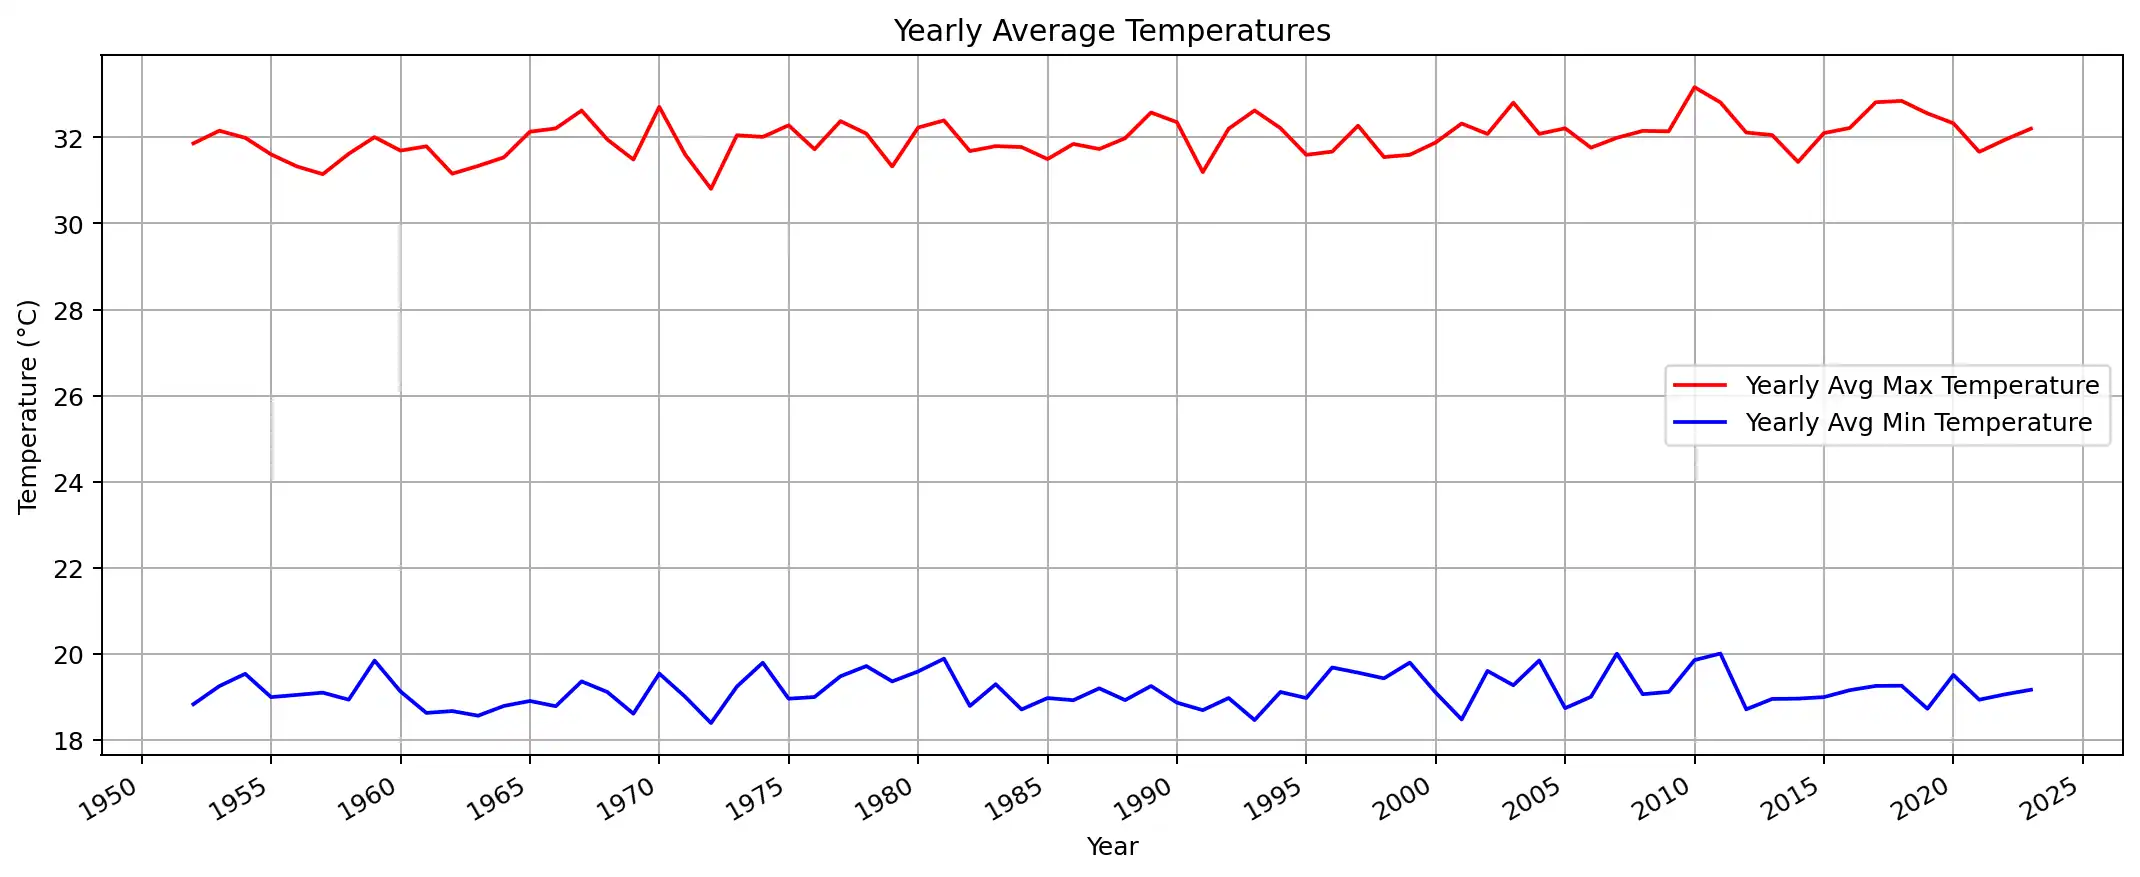 Yearly Average Temperatures
Temperature (°C)
32
30
28
26
24
22
20
18
Yearly Avg Max Temperature
Yearly Avg Min Temperature
1950 1955 1960 1965 1970 1975 1980 1985 1990 1995 2000 2005 2010 2015 2020 2025
Year